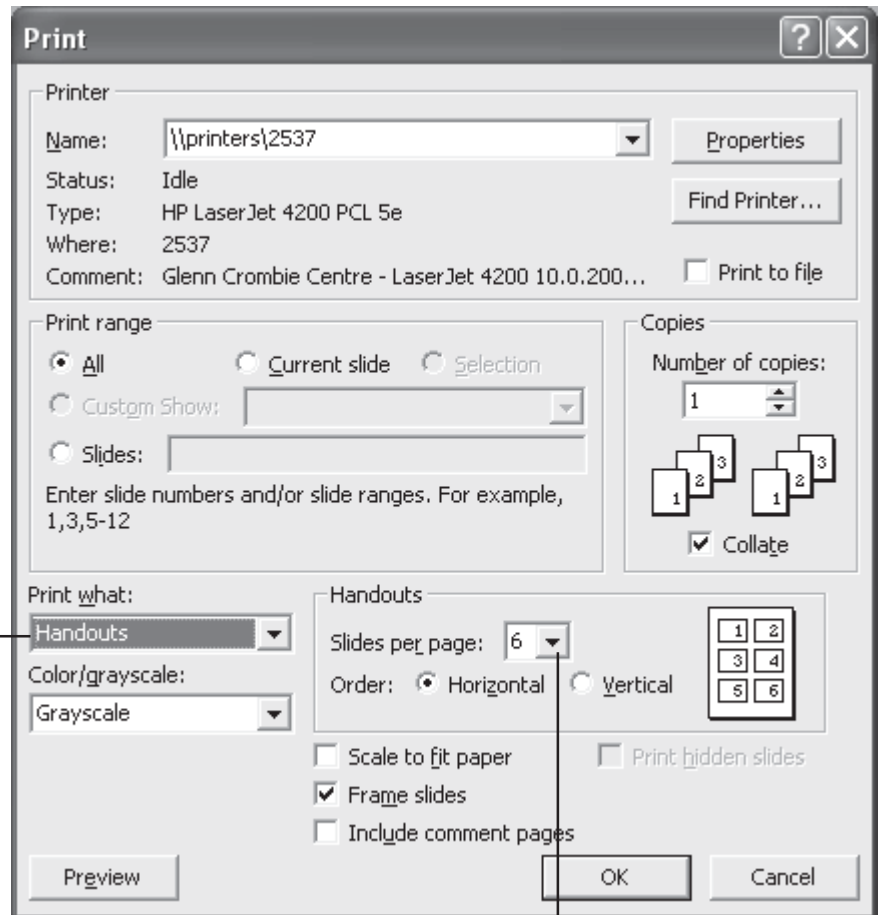 Print
Printer
Name: \\printers\2537 Properties
Status: Idle
Find Printer...
Type: HP LaserJet 4200 PCL 5e
Where: 2537
Comment: Glenn Crombie Centre - LaserJet 4200 10.0.200... Print to file
Print range
All Current slide Selection
Custom Show:
Slides:
Enter slide numbers and/or slide ranges. For example,
1,3,5-12
Copies
Number of copies:
1
1 2 3 1 2 3
Collate
Print what:
Handouts
Color/grayscale:
Grayscale
Handouts
Slides per page: 6
Order: Horizontal Vertical
1 2
3 4
5 6
Scale to fit paper Print hidden slides
Frame slides
Include comment pages
Preview OK Cancel